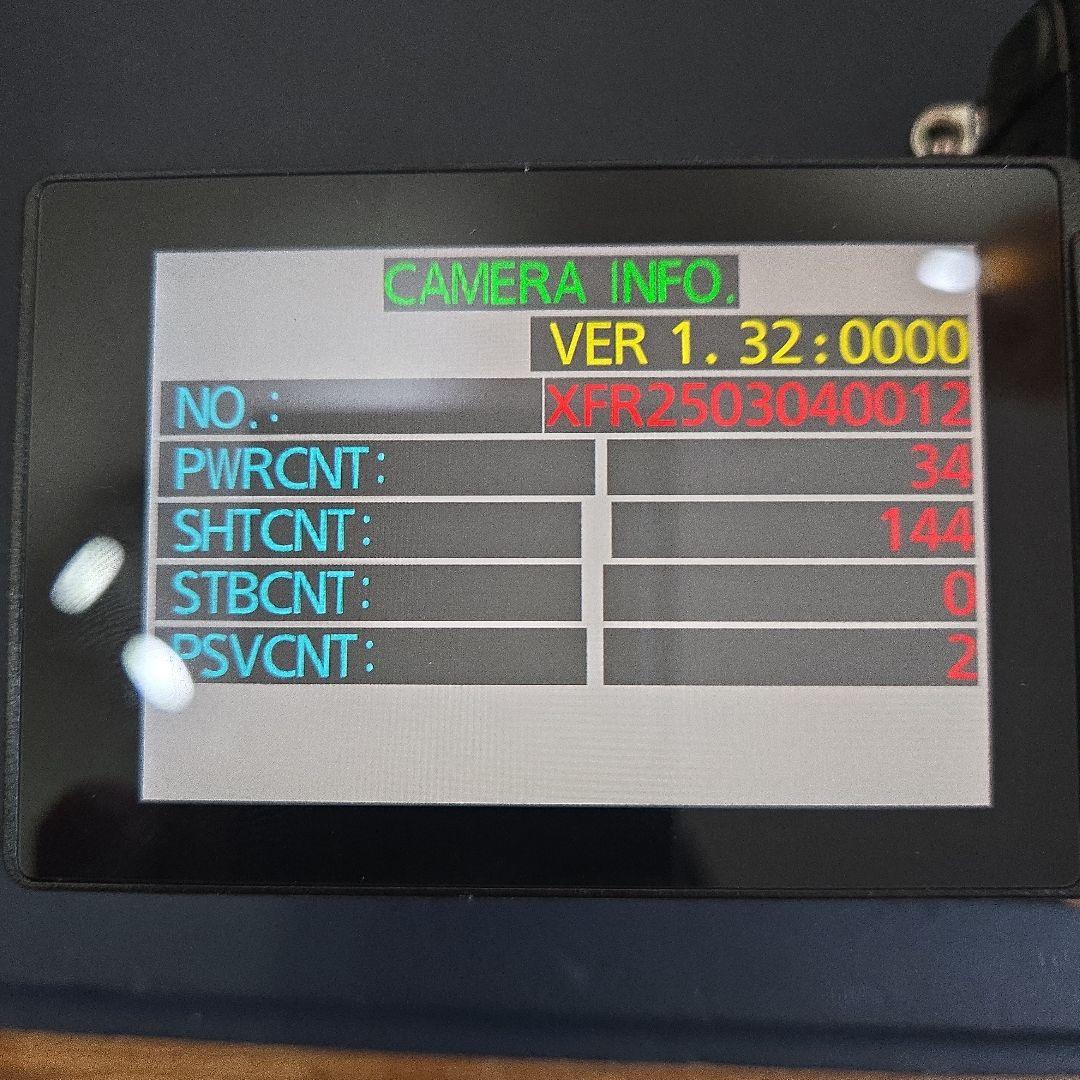 CAMERA INFO.
VER 1.32:0000
NO.: XFR2503040012
PWRCNT: 34
SHTCNT: 144
STBCNT: 0
PSVCNT: 2